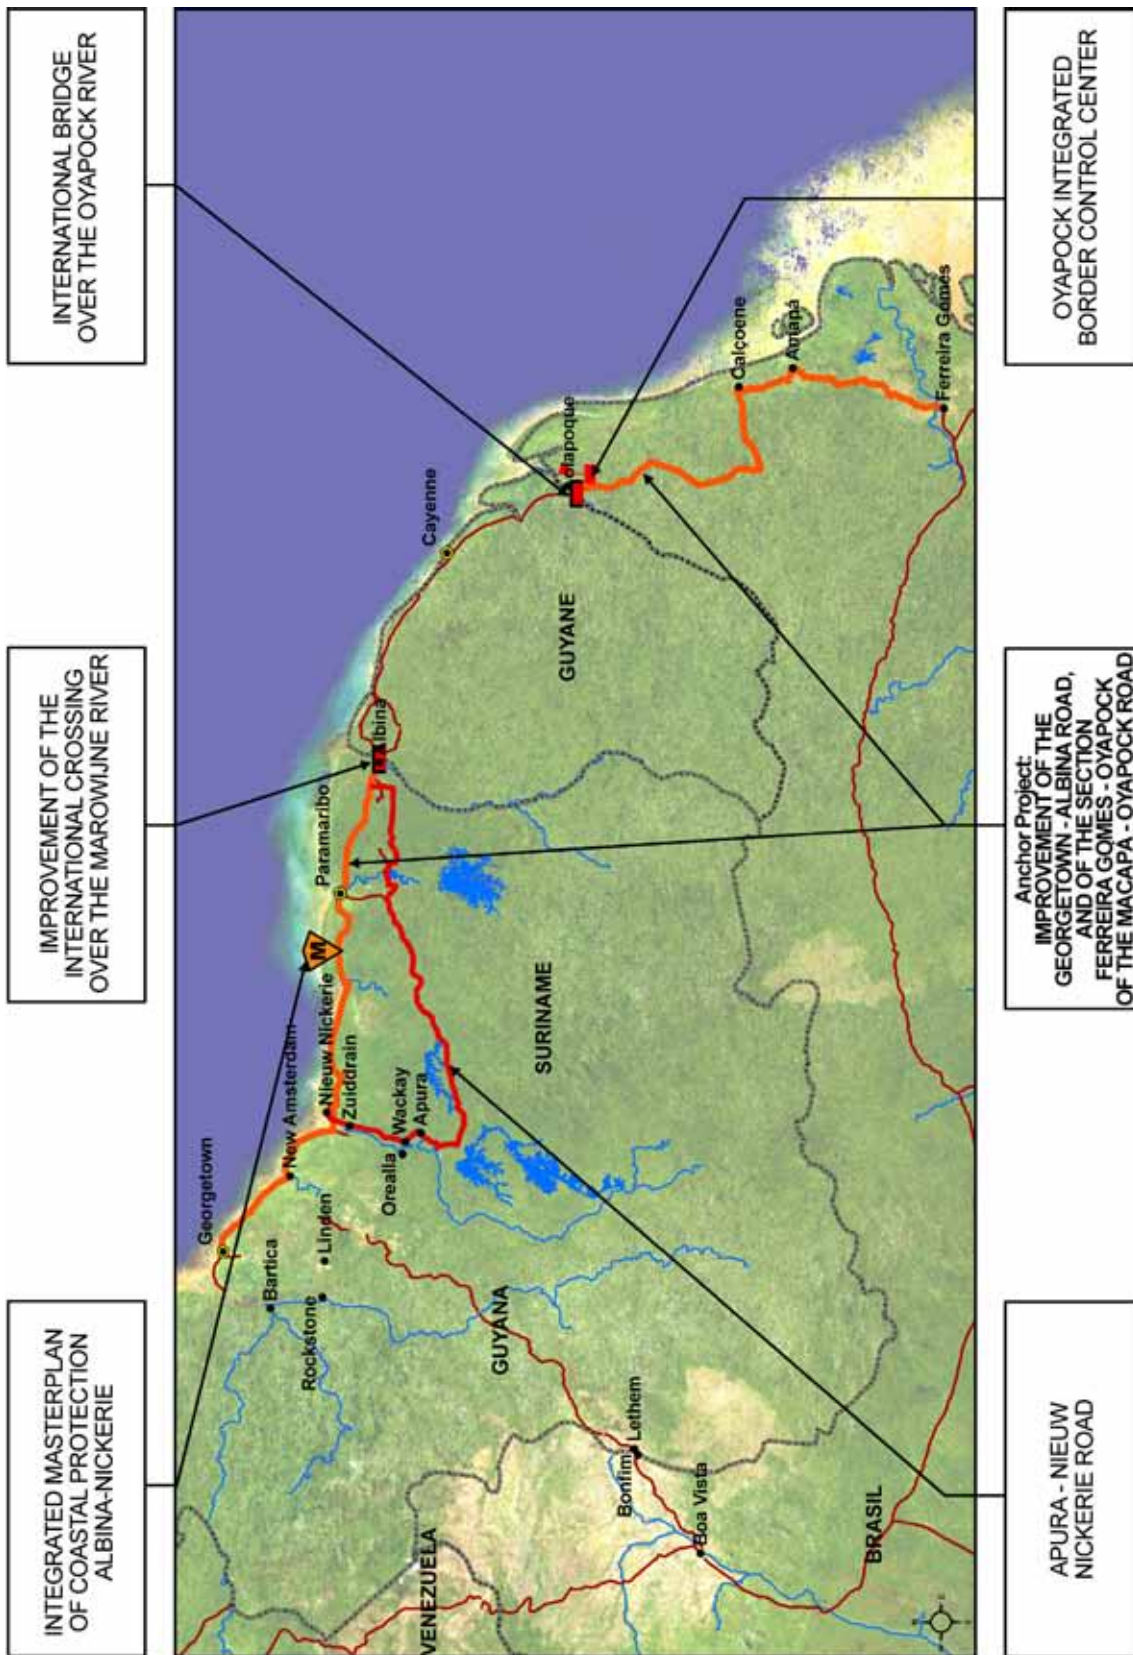 INTEGRATED MASTERPLAN
OF COASTAL PROTECTION
ALBINA-NICKERIE
IMPROVEMENT OF THE
INTERNATIONAL CROSSING
OVER THE MAROWIJNE RIVER
INTERNATIONAL BRIDGE
OVER THE OYAPOCK RIVER
Georgetown
Bartica
New Amsterdam
Rockstone
Linden
Nieuw Nickerie
M
Paramaribo
Zuiddrain
Albina
Orealla
Wackay
Apura
Cayenne
VENEZUELA
GUYANA
SURINAME
GUYANE
Oiapoque
Bonfim
Lethem
Boa Vista
Calçoene
Amapá
BRASIL
Ferreira Gomes
APURA - NIEUW
NICKERIE ROAD
Anchor Project:
IMPROVEMENT OF THE
GEORGETOWN - ALBINA ROAD,
AND OF THE SECTION
FERREIRA GOMES - OYAPOCK
OF THE MACAPA - OYAPOCK ROAD
OYAPOCK INTEGRATED
BORDER CONTROL CENTER